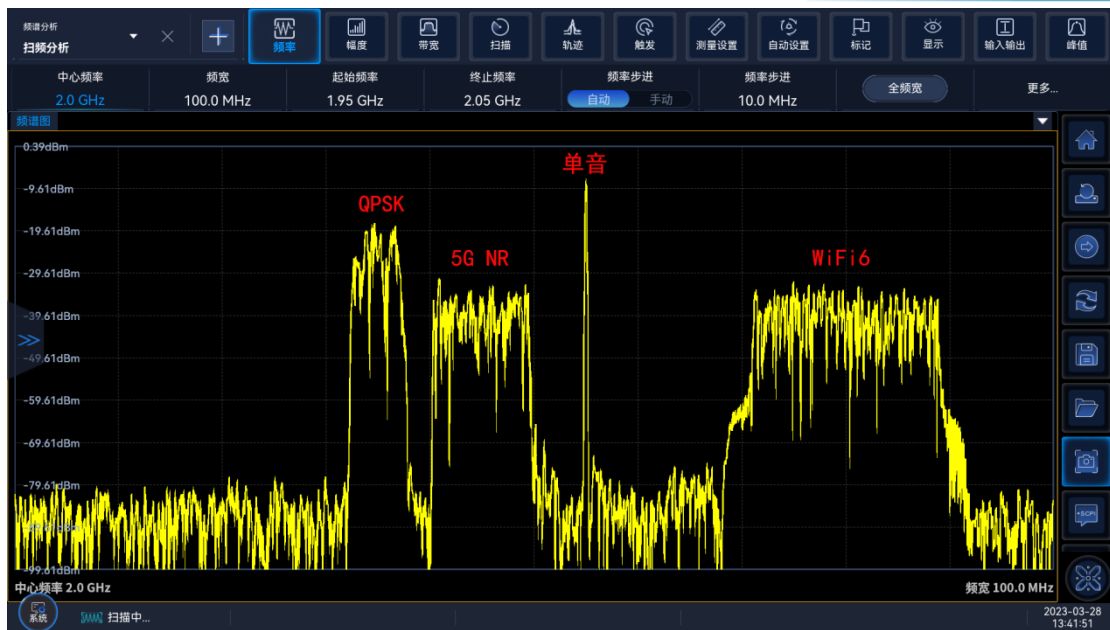 频谱分析
扫频分析
频率
幅度
带宽
扫描
轨迹
触发
测量设置
自动设置
标记
显示
输入输出
峰值
中心频率
2.0 GHz
频宽
100.0 MHz
起始频率
1.95 GHz
终止频率
2.05 GHz
频率步进
自动 手动
频率步进
10.0 MHz
全频宽
更多...
频谱图
0.39dBm
-9.61dBm
-19.61dBm
-29.61dBm
-39.61dBm
-49.61dBm
-59.61dBm
-69.61dBm
-79.61dBm
-99.61dBm
QPSK
5G NR
单音
WiFi6
中心频率 2.0 GHz
频宽 100.0 MHz
SCPI
系统
扫描中...
2023-03-28
13:41:51